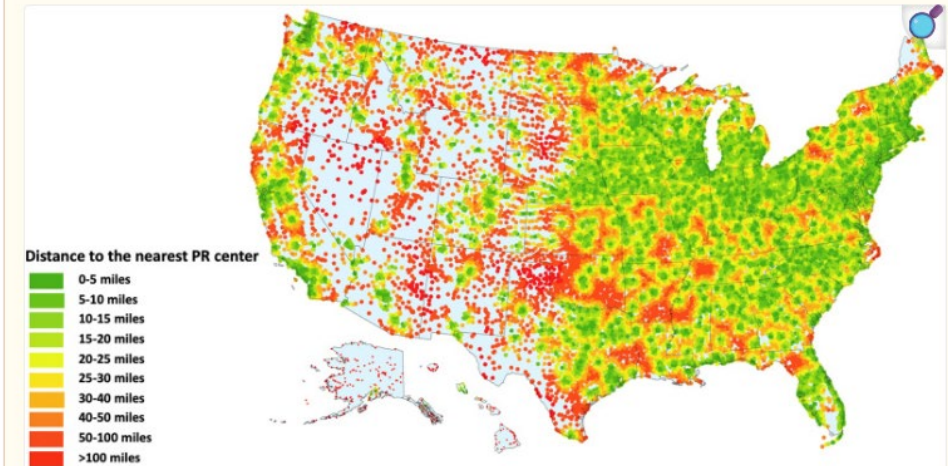 Distance to the nearest PR center
0-5 miles
5-10 miles
10-15 miles
15-20 miles
20-25 miles
25-30 miles
30-40 miles
40-50 miles
50-100 miles
>100 miles